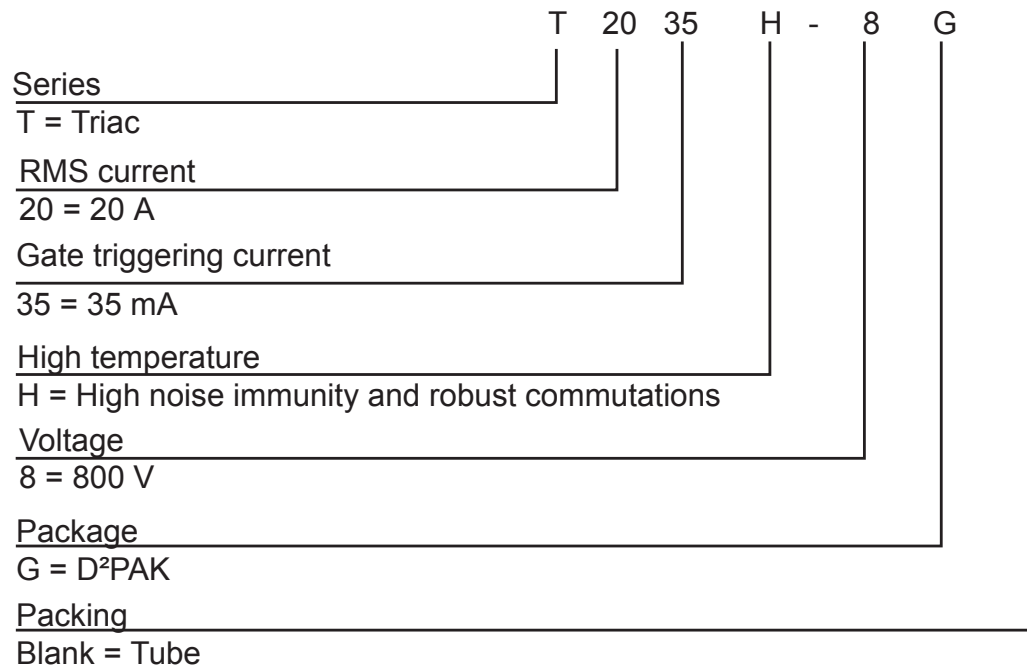 T 20 35 H - 8 G
Series
T = Triac
RMS current
20 = 20 A
Gate triggering current
35 = 35 mA
High temperature
H = High noise immunity and robust commutations
Voltage
8 = 800 V
Package
G = D²PAK
Packing
Blank = Tube